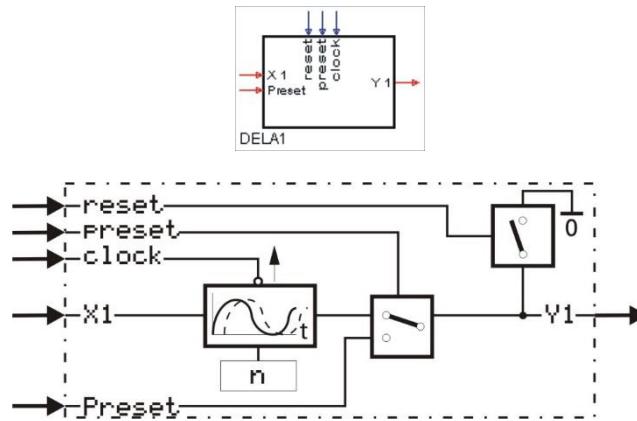 reset
preset
clock
X 1
Preset
Y 1
DELA1
reset
preset
clock
0
X1
t
Y1
n
Preset